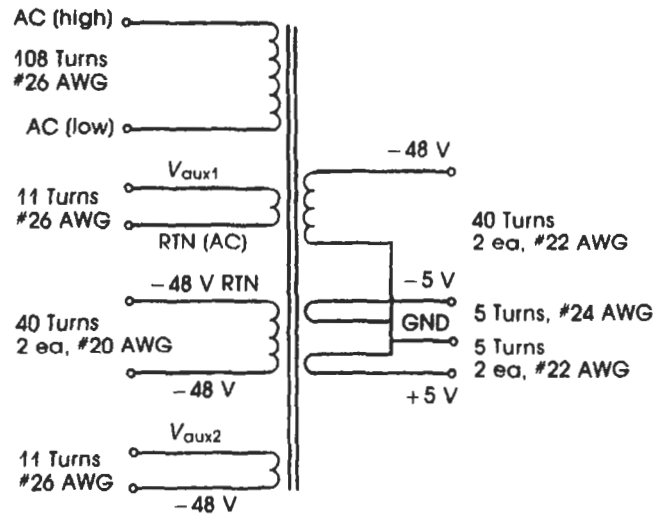 AC (high)
108 Turns
#26 AWG
AC (low)
Vaux1
11 Turns
#26 AWG
RTN (AC)
−48 V RTN
40 Turns
2 ea, #20 AWG
−48 V
Vaux2
11 Turns
#26 AWG
−48 V
−48 V
40 Turns
2 ea, #22 AWG
−5 V
5 Turns, #24 AWG
GND
5 Turns
2 ea, #22 AWG
+5 V